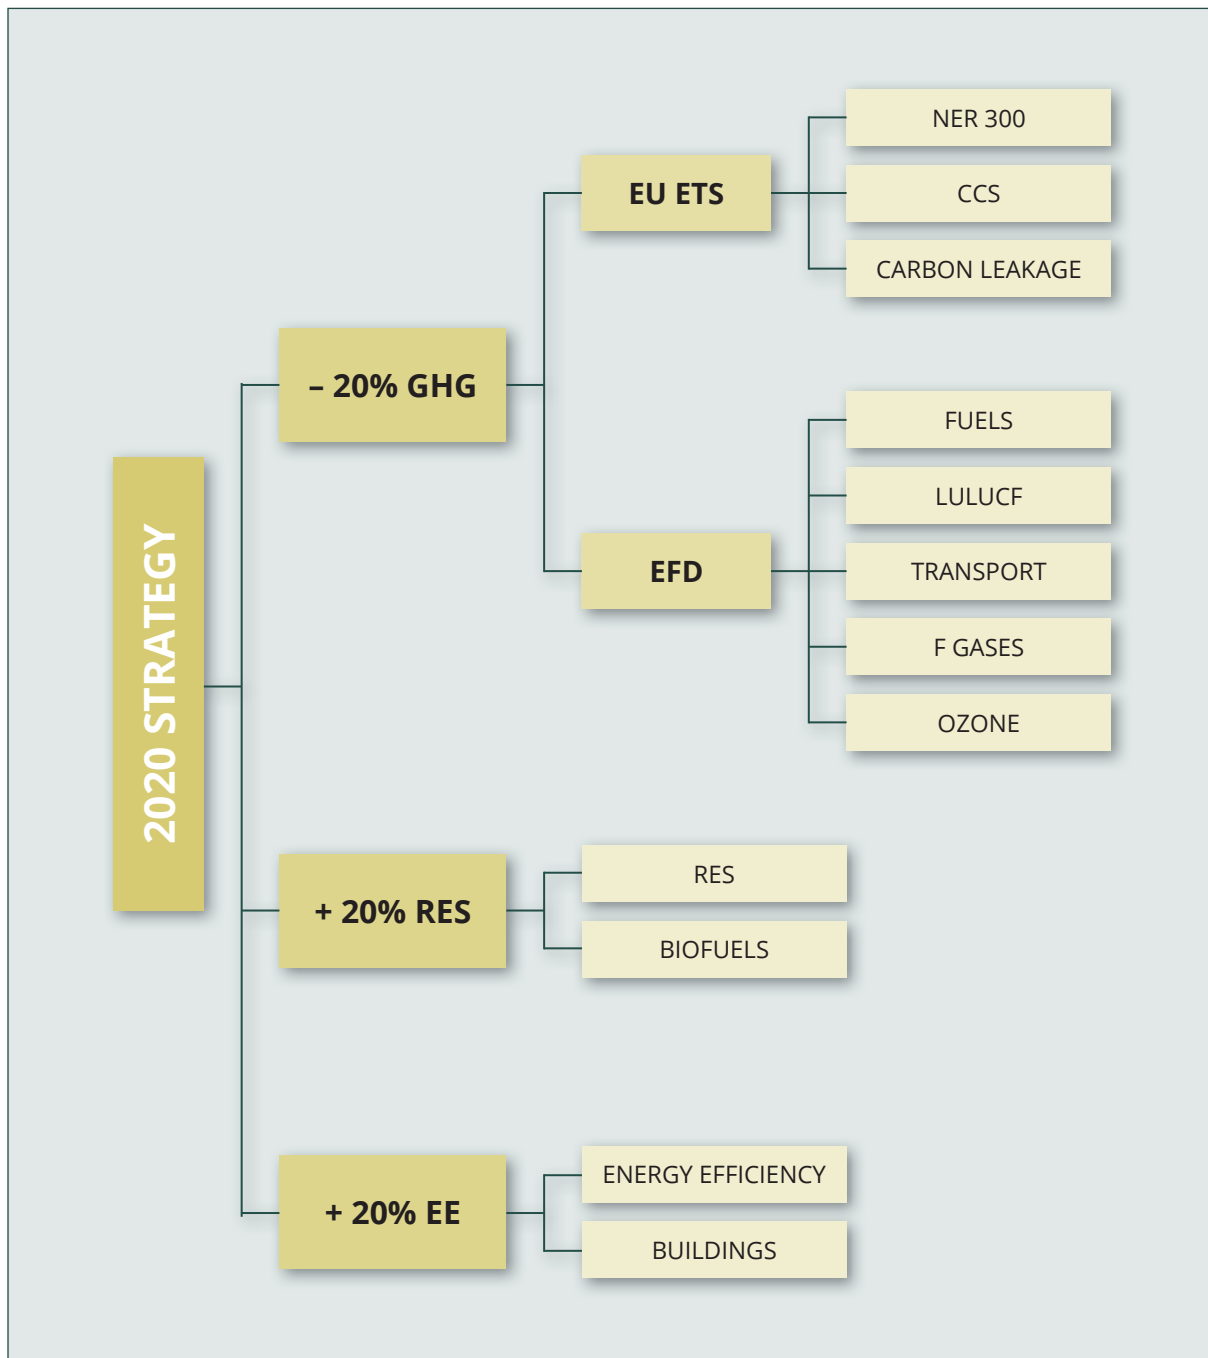 2020 STRATEGY
– 20% GHG
EU ETS
NER 300
CCS
CARBON LEAKAGE
EFD
FUELS
LULUCF
TRANSPORT
F GASES
OZONE
+ 20% RES
RES
BIOFUELS
+ 20% EE
ENERGY EFFICIENCY
BUILDINGS